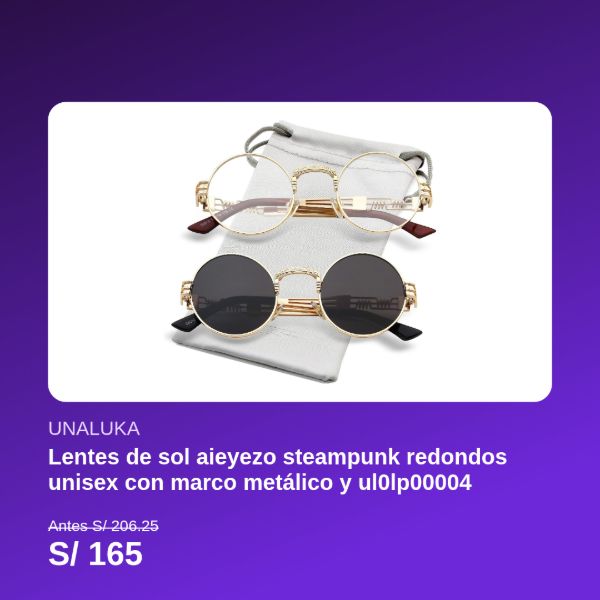 UNALUKA
Lentes de sol aieyezo steampunk redondos
unisex con marco metálico y ul0lp00004
Antes S/ 206.25
S/ 165